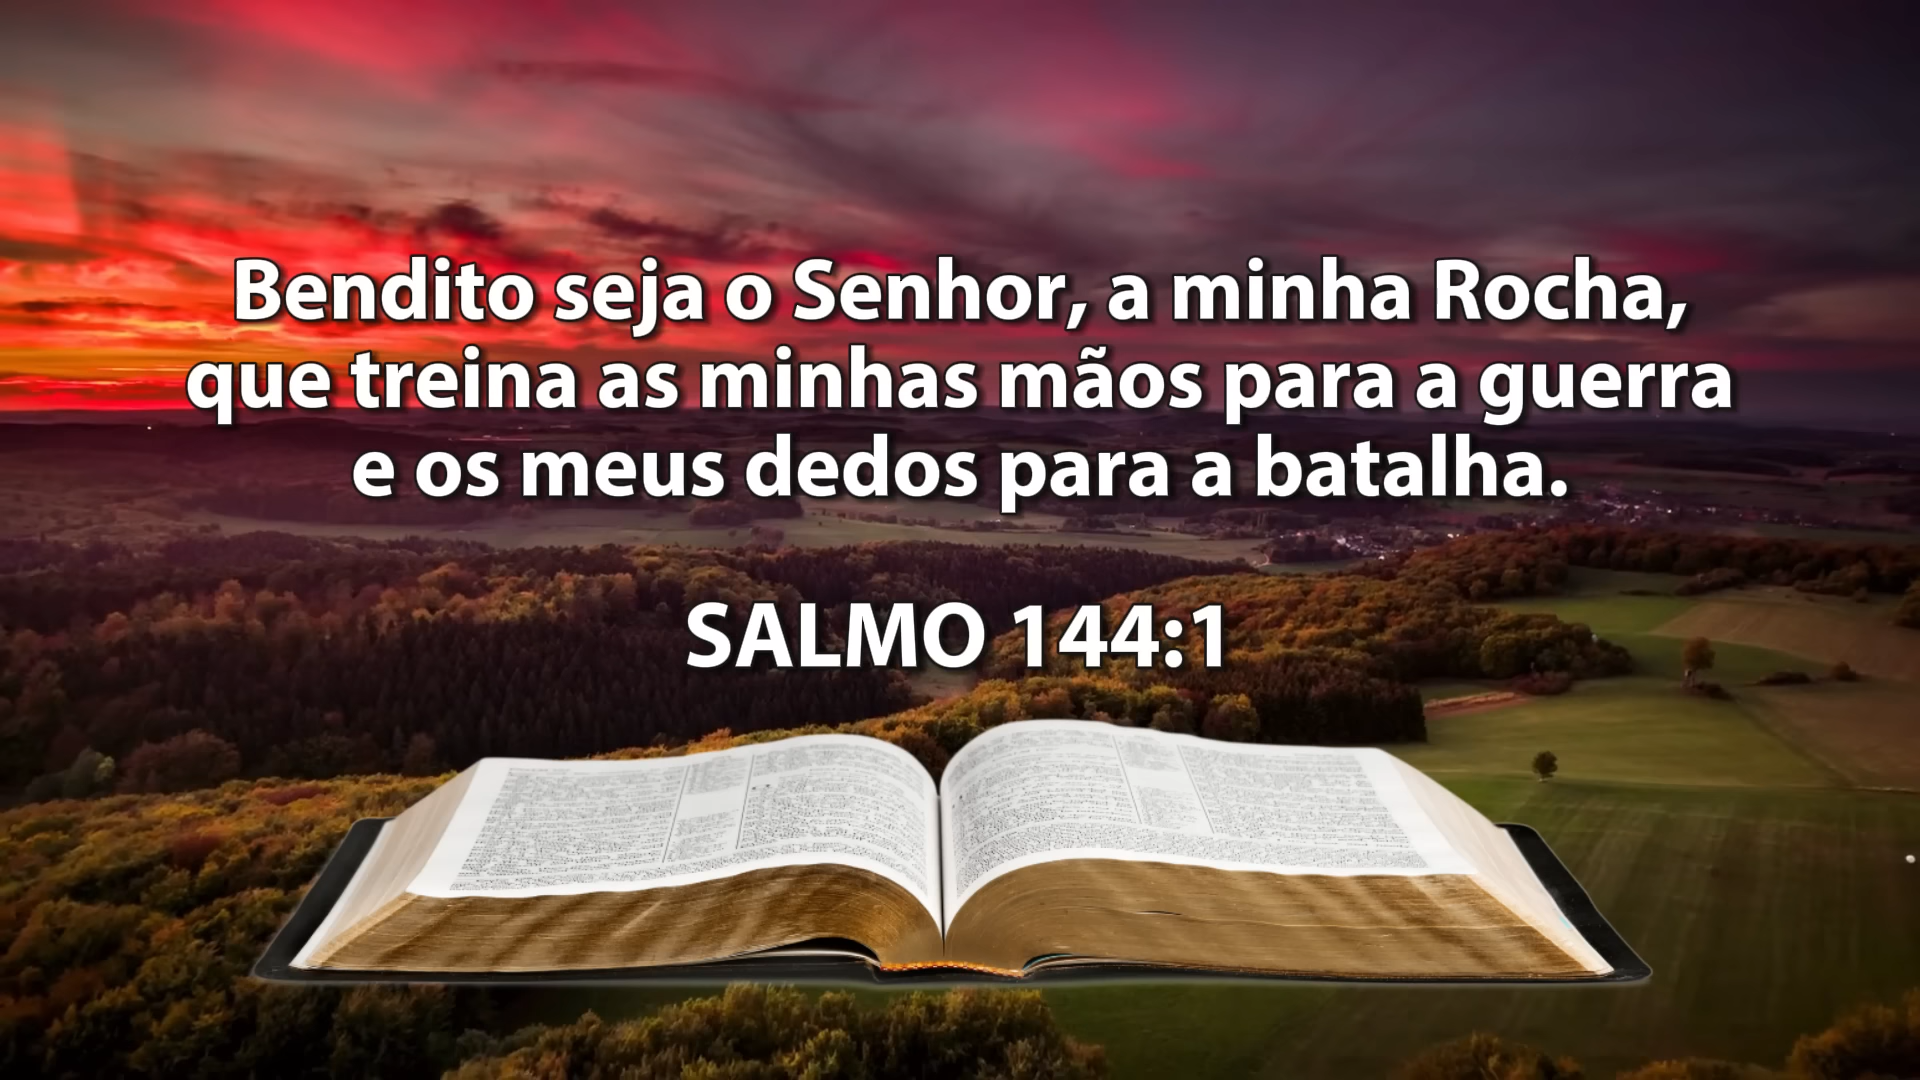 Bendito seja o Senhor, a minha Rocha,
que treina as minhas mãos para a guerra
e os meus dedos para a batalha.
SALMO 144:1